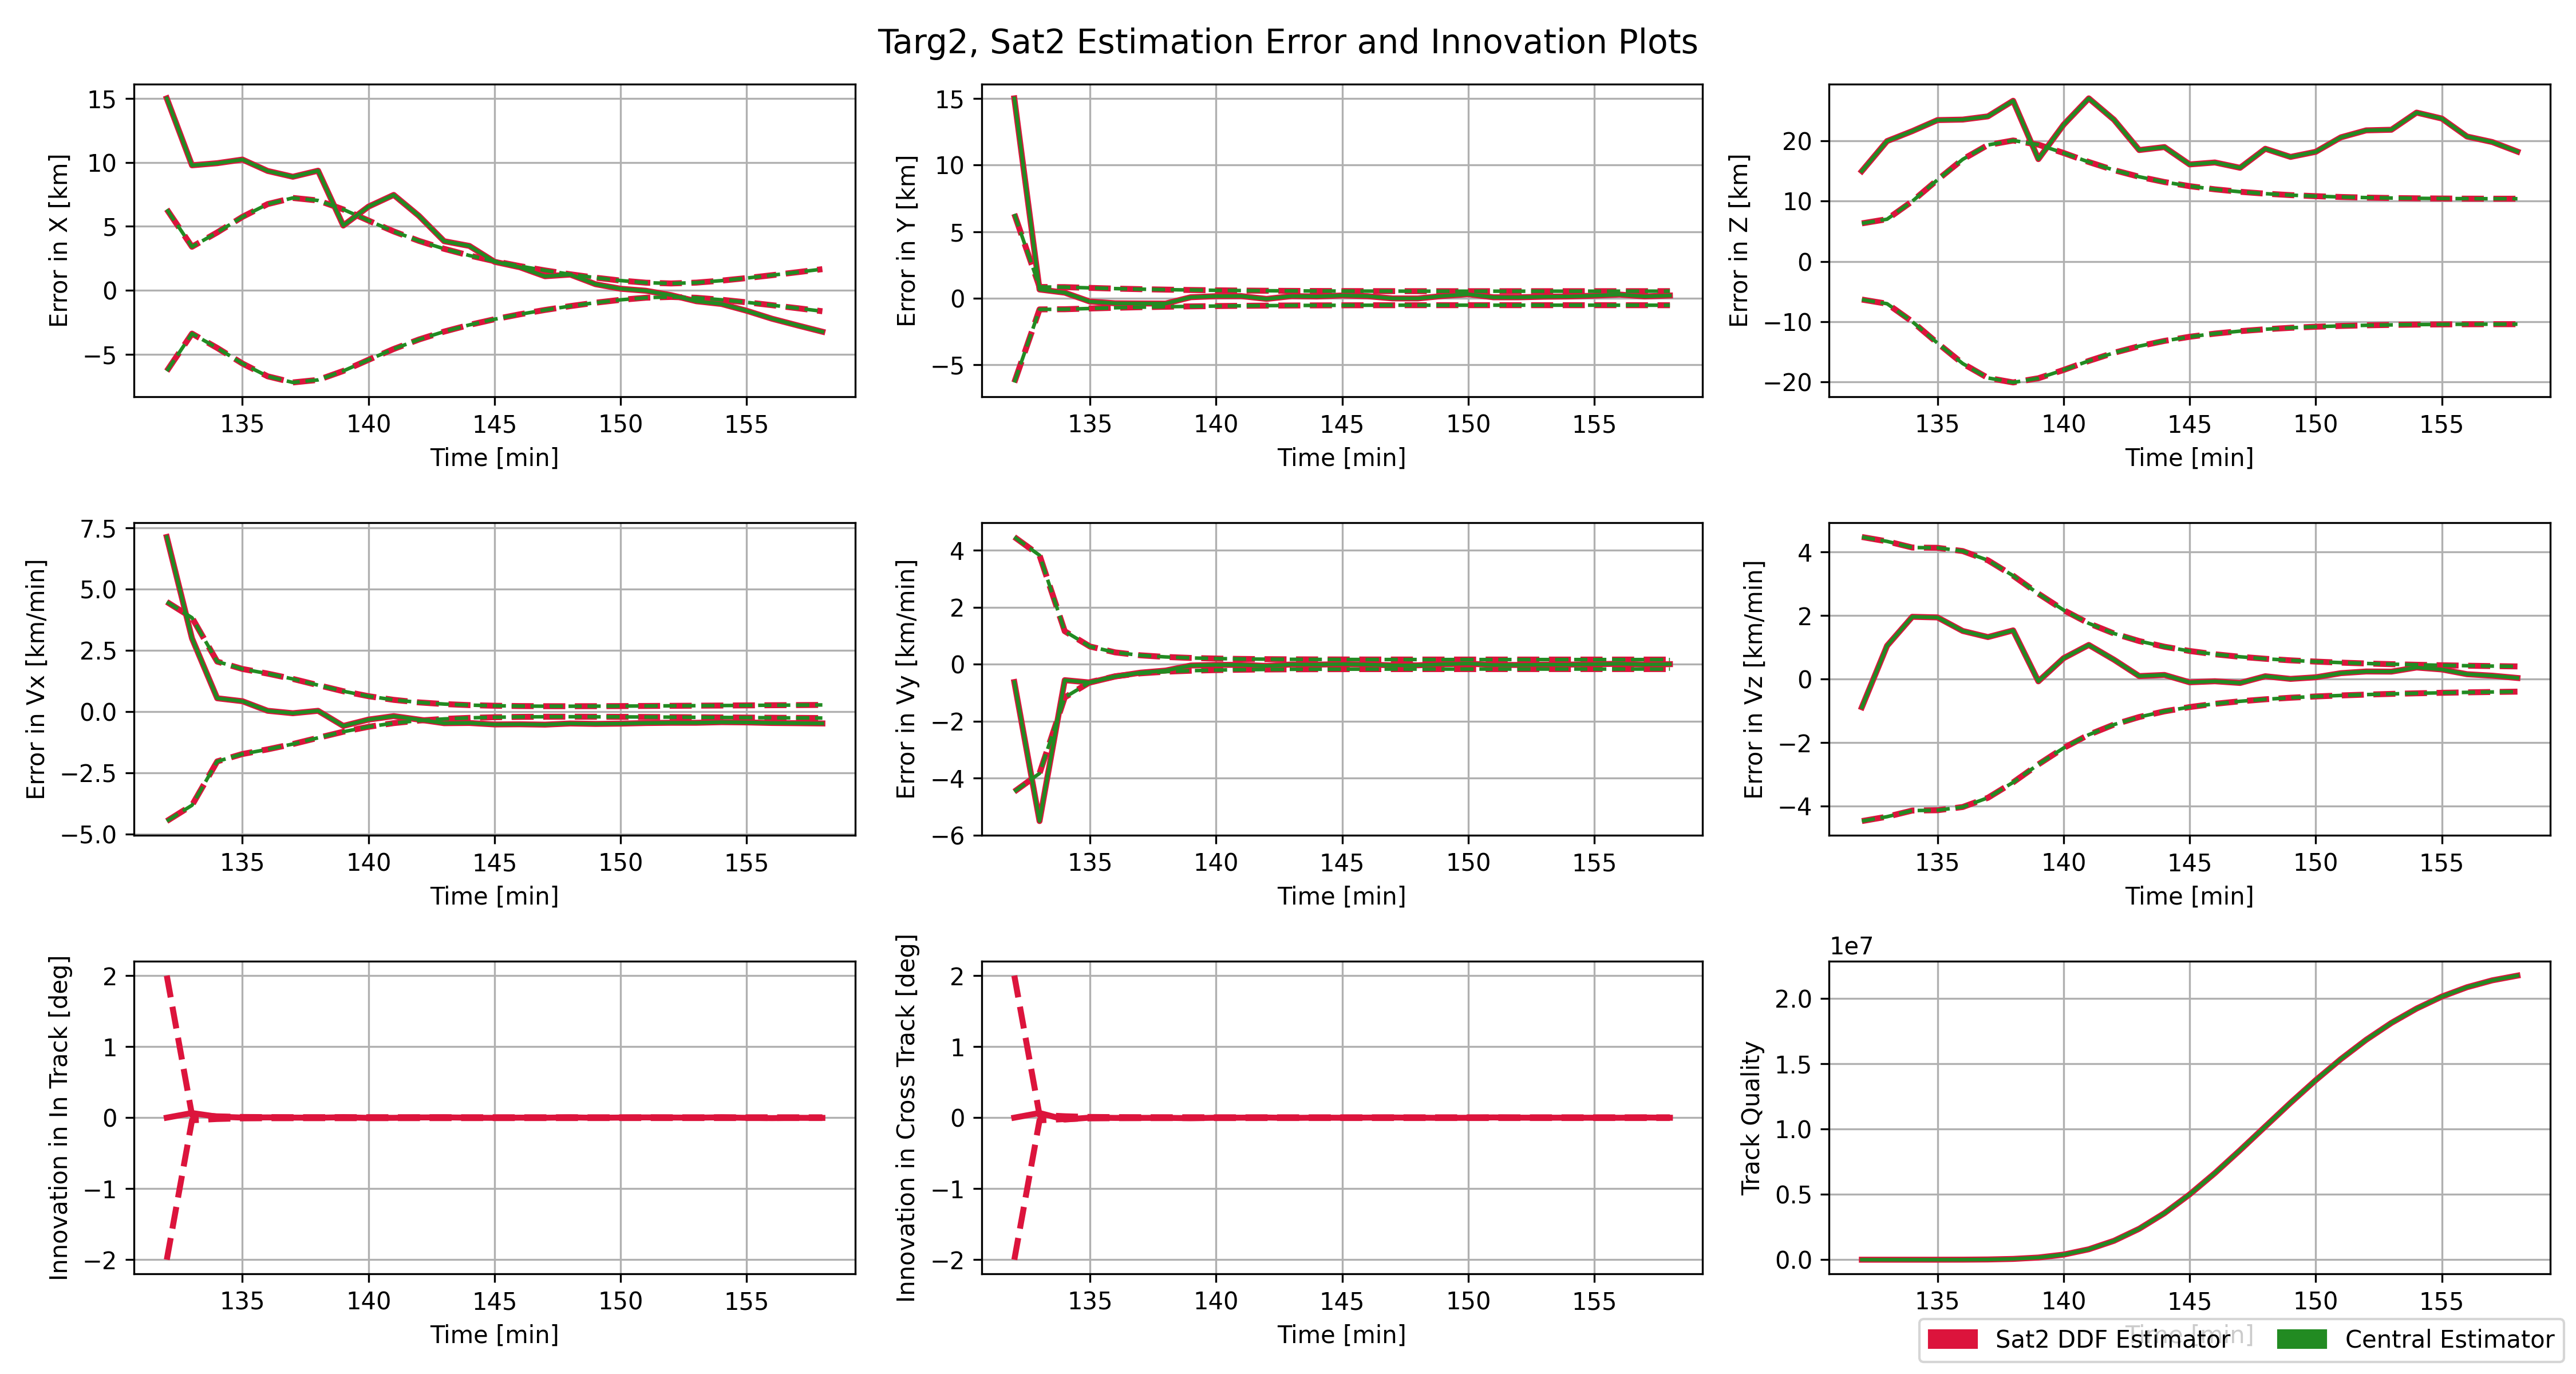 Targ2, Sat2 Estimation Error and Innovation Plots
Error in X [km]
15
10
5
0
−5
135 140 145 150 155
Time [min]
Error in Y [km]
15
10
5
0
−5
135 140 145 150 155
Time [min]
Error in Z [km]
20
10
0
−10
−20
135 140 145 150 155
Time [min]
Error in Vx [km/min]
7.5
5.0
2.5
0.0
−2.5
−5.0
135 140 145 150 155
Time [min]
Error in Vy [km/min]
4
2
0
−2
−4
−6
135 140 145 150 155
Time [min]
Error in Vz [km/min]
4
2
0
−2
−4
135 140 145 150 155
Time [min]
Innovation in In Track [deg]
2
1
0
−1
−2
135 140 145 150 155
Time [min]
Innovation in Cross Track [deg]
2
1
0
−1
−2
135 140 145 150 155
Time [min]
1e7
Track Quality
2.0
1.5
1.0
0.5
0.0
135 140 145 150 155
Time [min]
Sat2 DDF Estimator Central Estimator